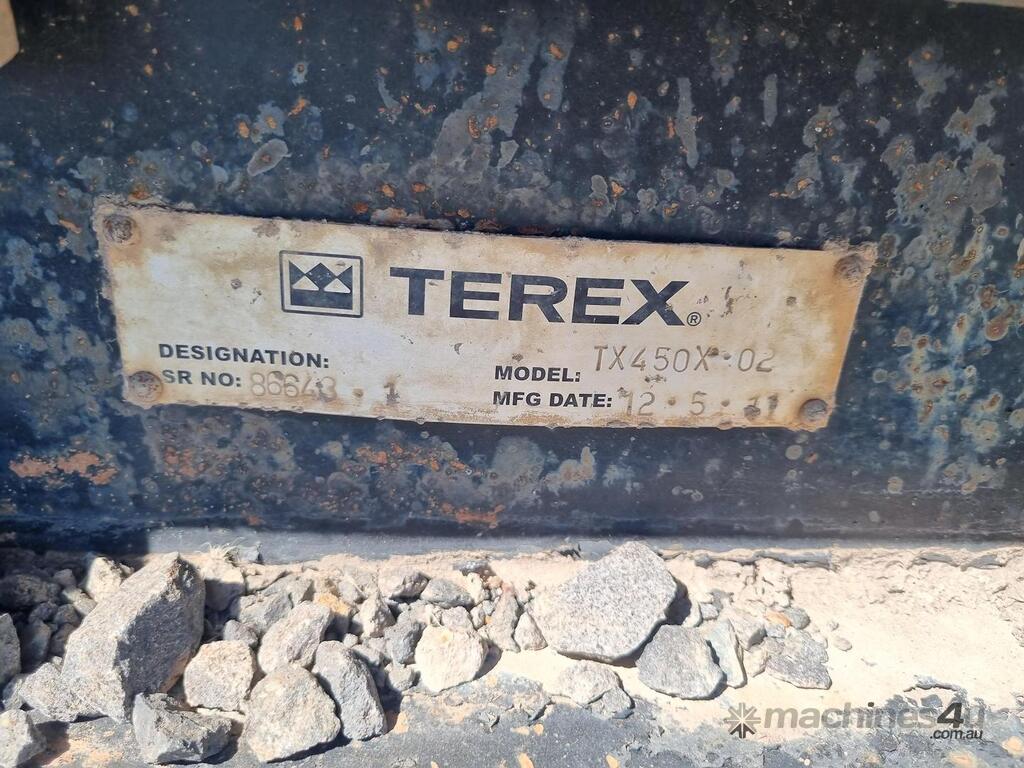 TEREX®
DESIGNATION:
SR NO: 86643 · 1
MODEL: TX450X·02
MFG DATE: 12·5·11
machines4u
.com.au